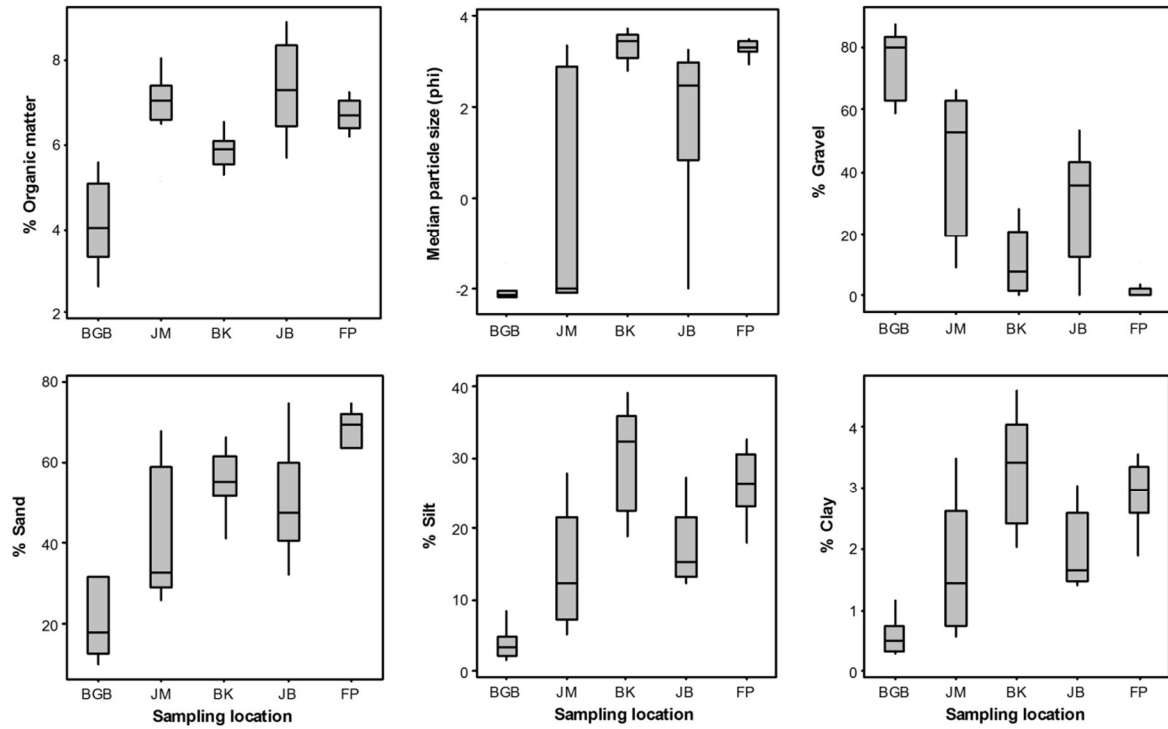 % Organic matter
8
6
4
2
BGB JM BK JB FP
Median particle size (phi)
4
2
0
-2
BGB JM BK JB FP
% Gravel
80
60
40
20
0
BGB JM BK JB FP
% Sand
80
60
40
20
BGB JM BK JB FP
Sampling location
% Silt
40
30
20
10
0
BGB JM BK JB FP
Sampling location
% Clay
4
3
2
1
0
BGB JM BK JB FP
Sampling location